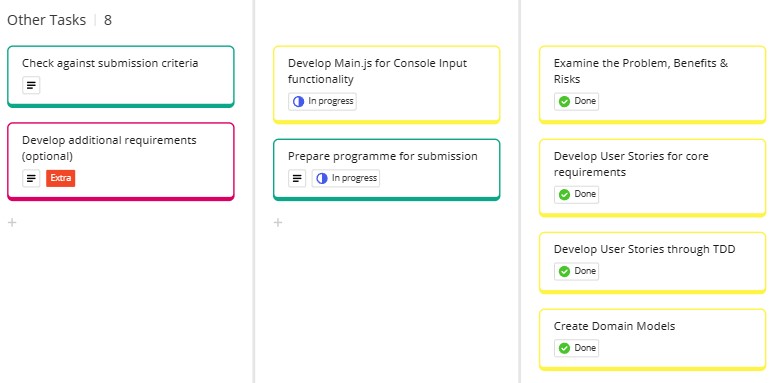 Other Tasks | 8
Check against submission criteria
Develop additional requirements
(optional)
Extra
+
Develop Main.js for Console Input
functionality
In progress
Prepare programme for submission
In progress
+
Examine the Problem, Benefits &
Risks
Done
Develop User Stories for core
requirements
Done
Develop User Stories through TDD
Done
Create Domain Models
Done